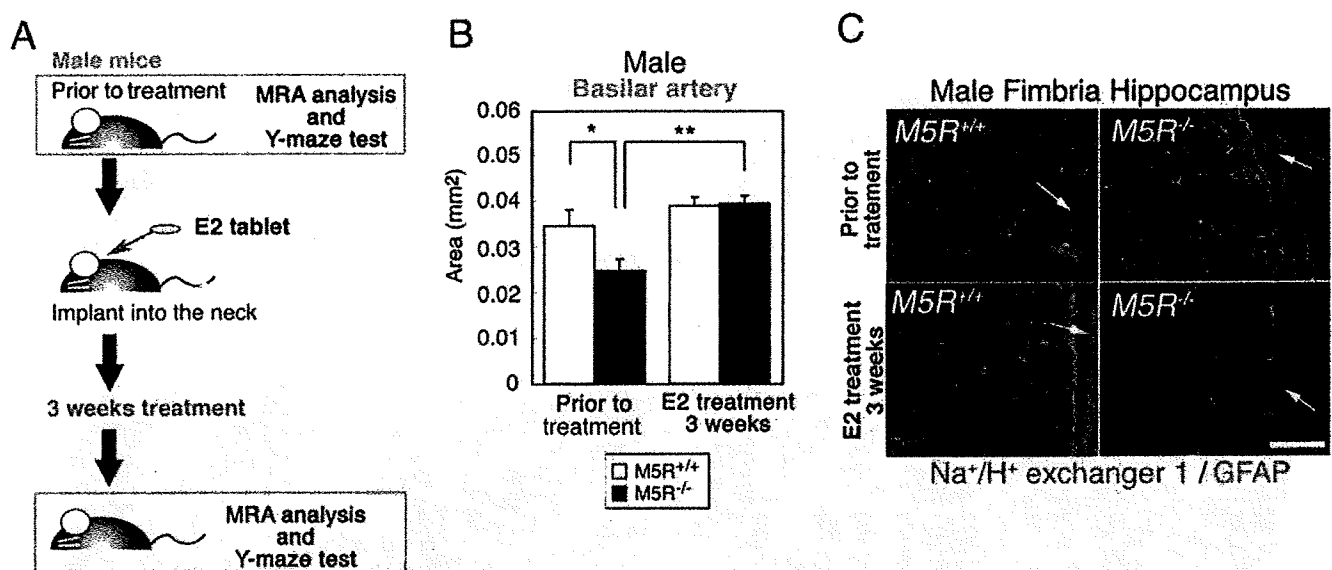 A
Male mice
Prior to treatment
MRA analysis
and
Y-maze test
E2 tablet
Implant into the neck
3 weeks treatment
MRA analysis
and
Y-maze test
B
Male
Basilar artery
Area (mm²)
0.06
0.05
0.04
0.03
0.02
0.01
0
*
**
Prior to
treatment
E2 treatment
3 weeks
M5R+/+
M5R-/-
C
Male Fimbria Hippocampus
Prior to
tratement
M5R+/+
M5R-/-
E2 treatment
3 weeks
M5R+/+
M5R-/-
Na⁺/H⁺ exchanger 1 / GFAP